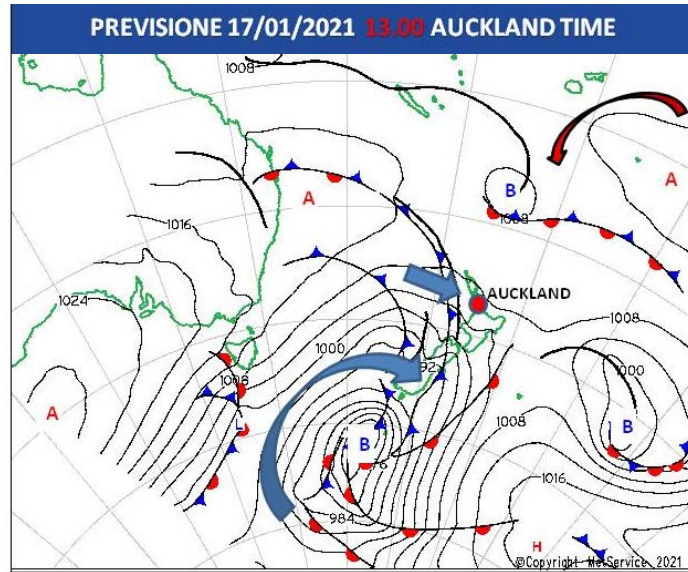 PREVISIONE 17/01/2021 13.00 AUCKLAND TIME
1008
A
B
A
1008
1016
AUCKLAND
1024
1008
1000
1008
1000
A
L
B
1008
B
1016
984
H
©Copyright MetService 2021